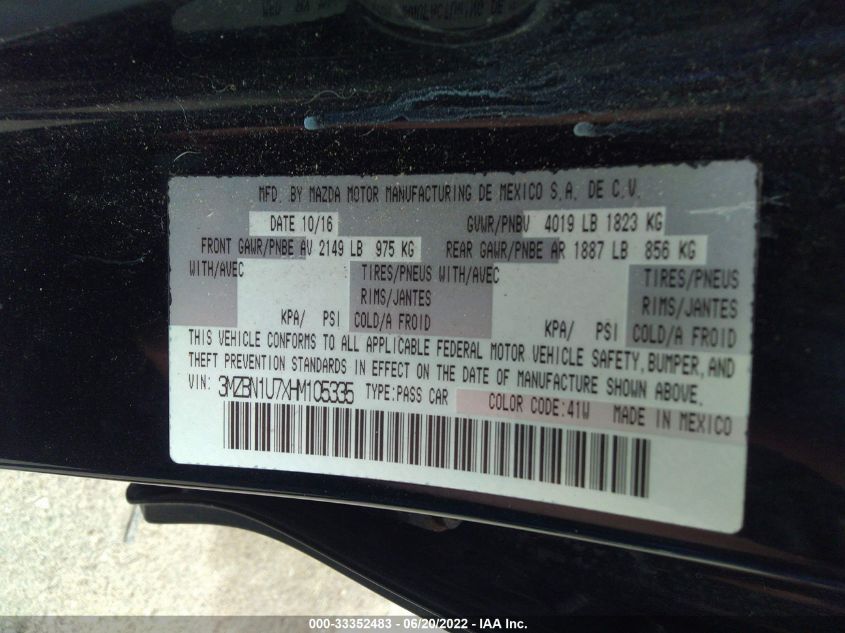 MFD. BY MAZDA MOTOR MANUFACTURING DE MEXICO S.A. DE C.V.
DATE 10/16 GVWR/PNBV 4019 LB 1823 KG
FRONT GAWR/PNBE AV 2149 LB 975 KG REAR GAWR/PNBE AR 1887 LB 856 KG
WITH/AVEC TIRES/PNEUS WITH/AVEC TIRES/PNEUS
RIMS/JANTES RIMS/JANTES
KPA/ PSI COLD/A FROID KPA/ PSI COLD/A FROID
THIS VEHICLE CONFORMS TO ALL APPLICABLE FEDERAL MOTOR VEHICLE SAFETY, BUMPER, AND
THEFT PREVENTION STANDARDS IN EFFECT ON THE DATE OF MANUFACTURE SHOWN ABOVE.
VIN: 3MZBN1U7XHM105335 TYPE:PASS CAR COLOR CODE:41W MADE IN MEXICO
000-33352483 - 06/20/2022 - IAA Inc.